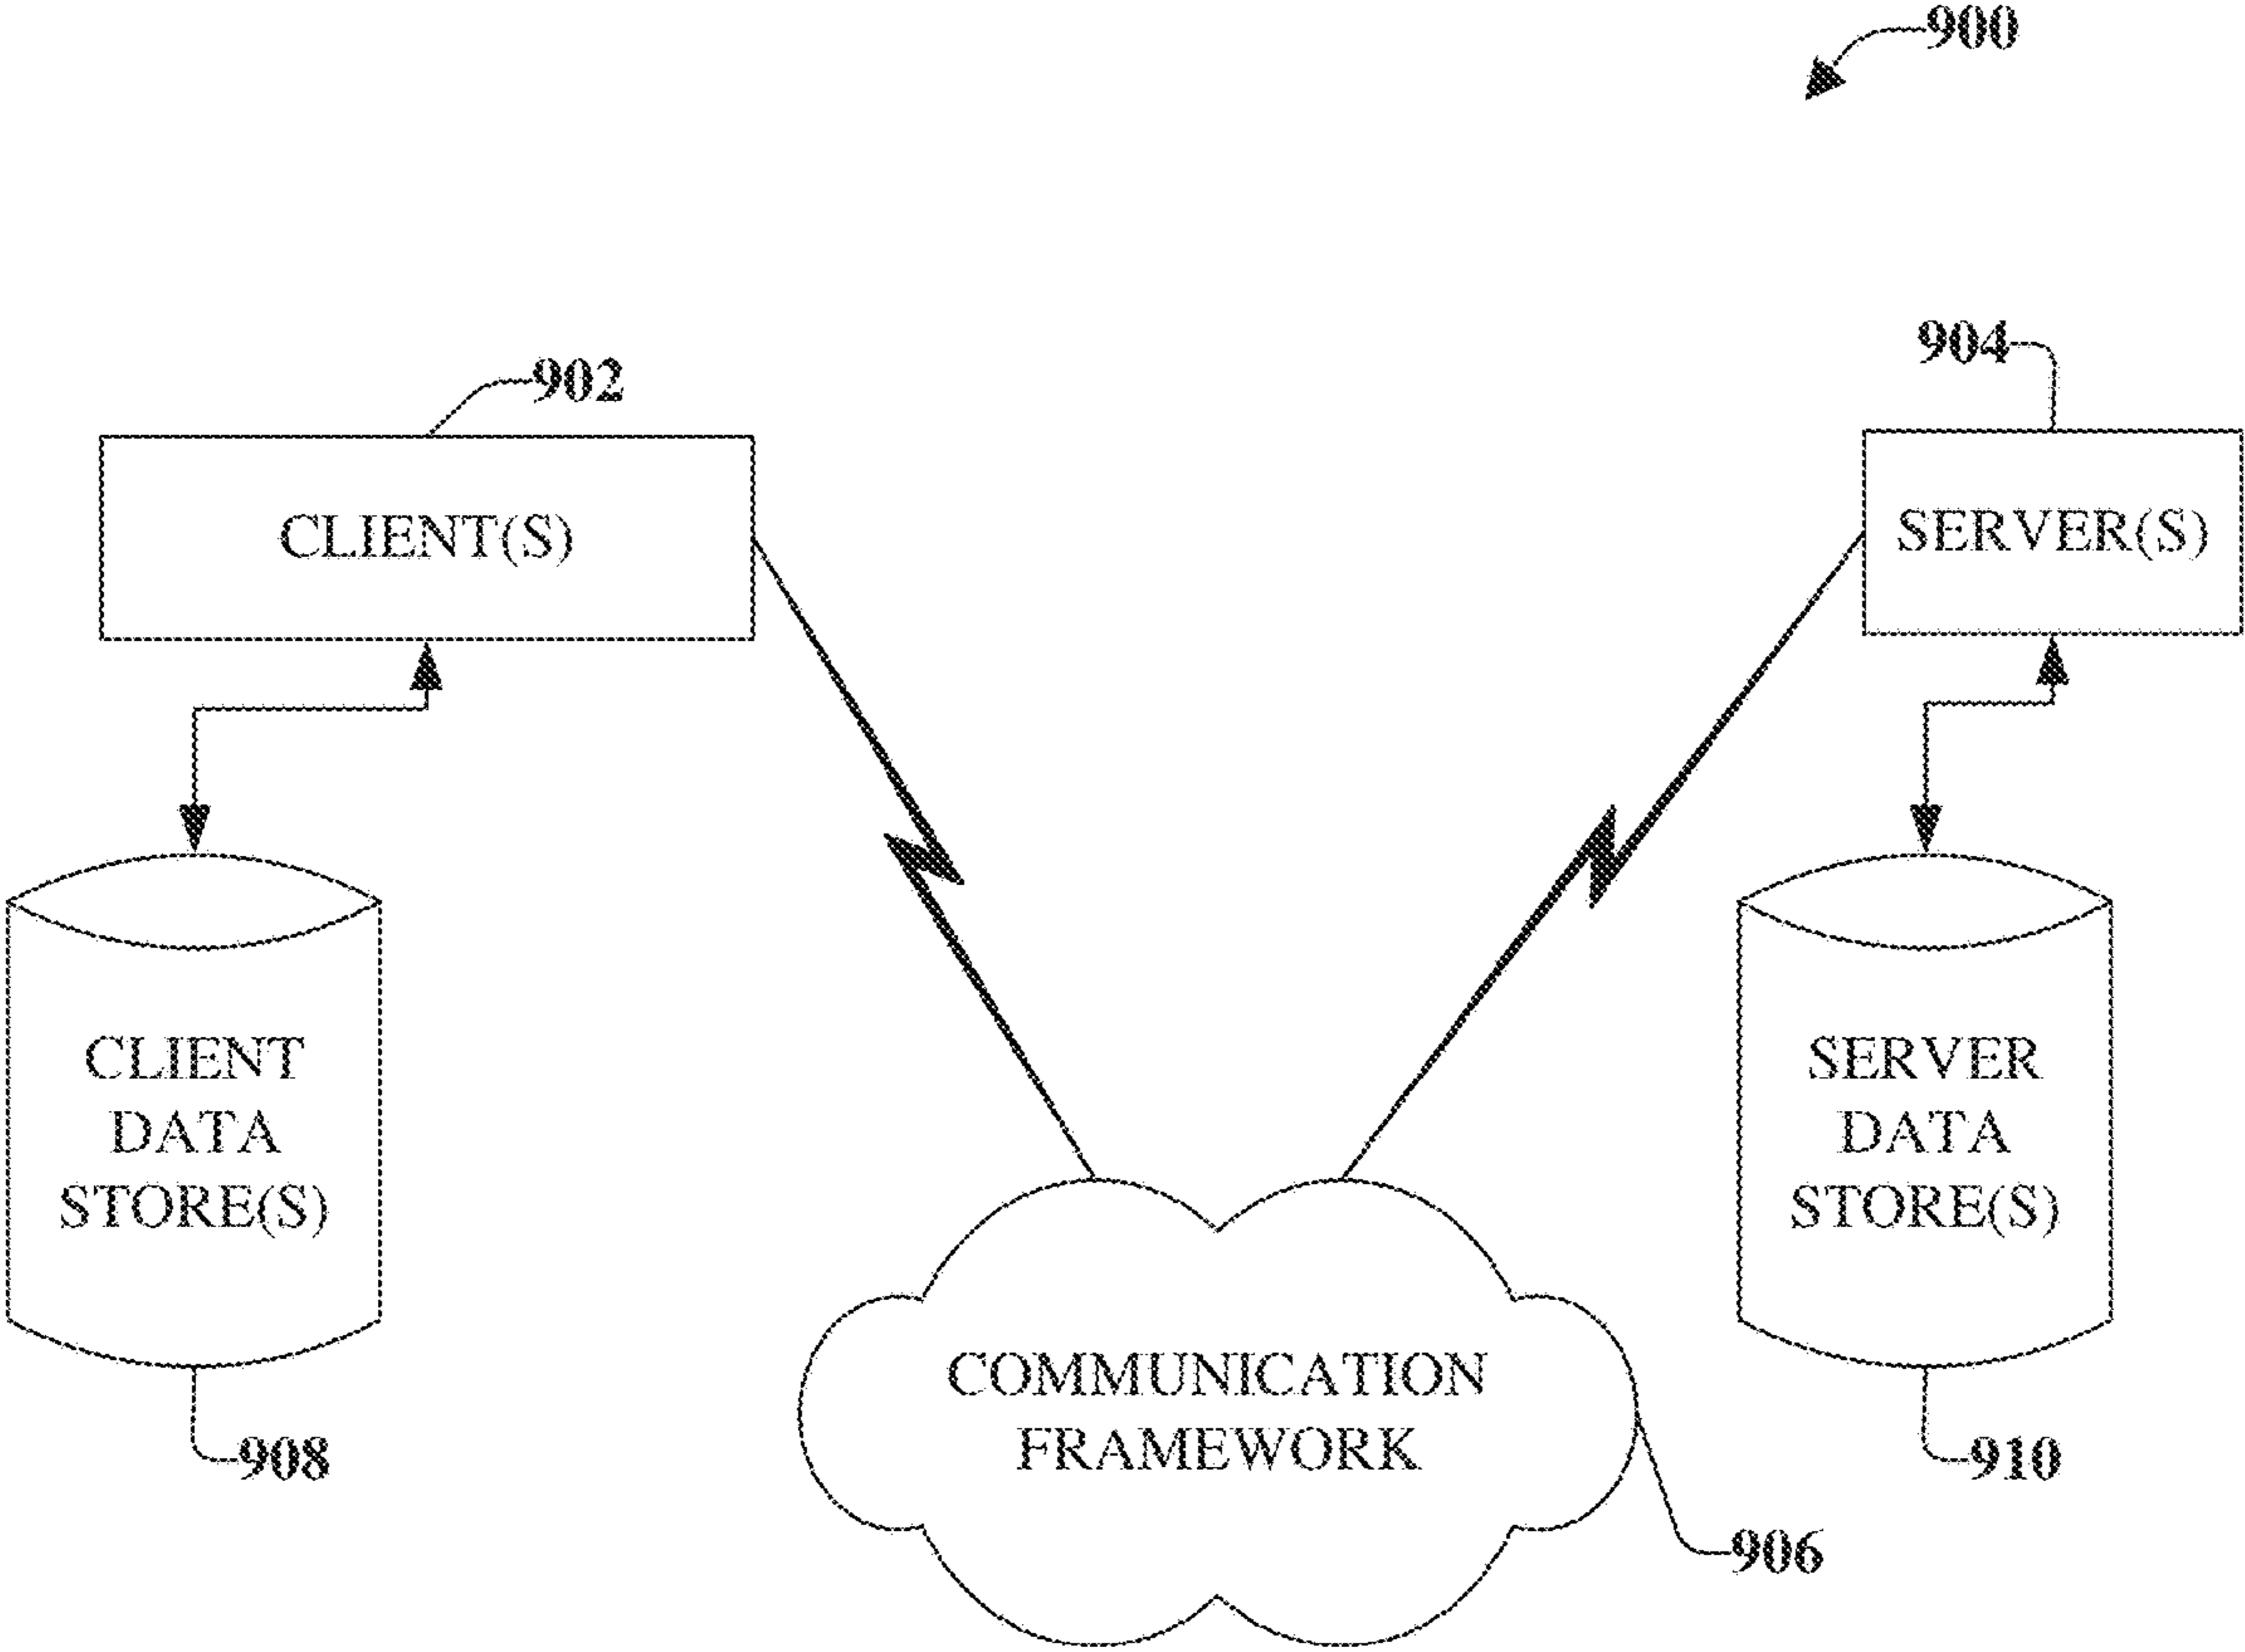 900
902
904
CLIENT(S)
SERVER(S)
CLIENT
DATA
STORE(S)
SERVER
DATA
STORE(S)
COMMUNICATION
FRAMEWORK
908
910
906